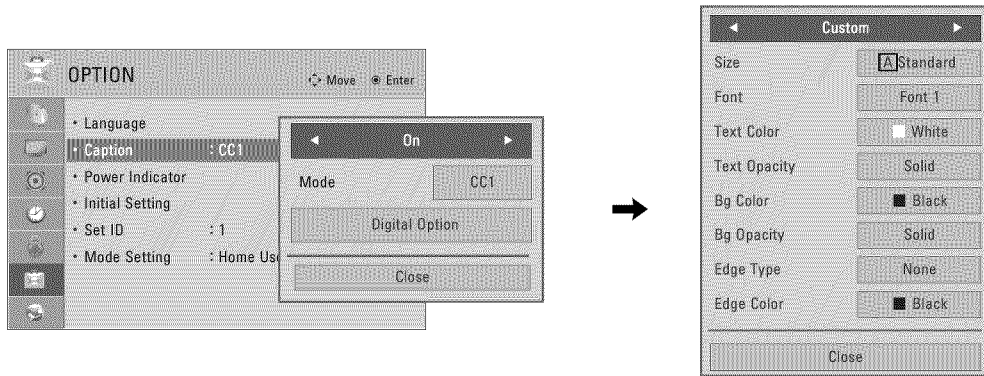 OPTION
Move Enter
• Language
• Caption : CC1
• Power Indicator
• Initial Setting
• Set ID : 1
• Mode Setting : Home Use
◄ On ►
Mode CC1
Digital Option
Close
◄ Custom ►
Size A Standard
Font Font 1
Text Color White
Text Opacity Solid
Bg Color Black
Bg Opacity Solid
Edge Type None
Edge Color Black
Close